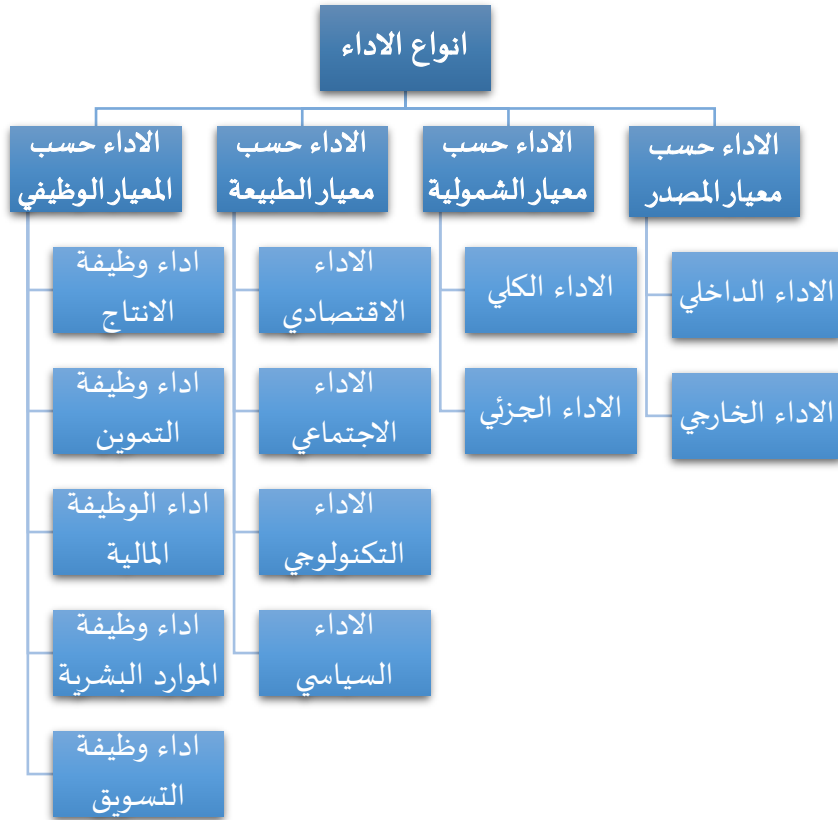 انواع الاداء
الاداء حسب
معيار المصدر
الاداء الداخلي
الاداء الخارجي
الاداء حسب
معيار الشمولية
الاداء الكلي
الاداء الجزئي
الاداء حسب
معيار الطبيعة
الاداء
الاقتصادي
الاداء
الاجتماعي
الاداء
التكنولوجي
الاداء
السياسي
الاداء حسب
المعيار الوظيفي
اداء وظيفة
الانتاج
اداء وظيفة
التموين
اداء الوظيفة
المالية
اداء وظيفة
الموارد البشرية
اداء وظيفة
التسويق